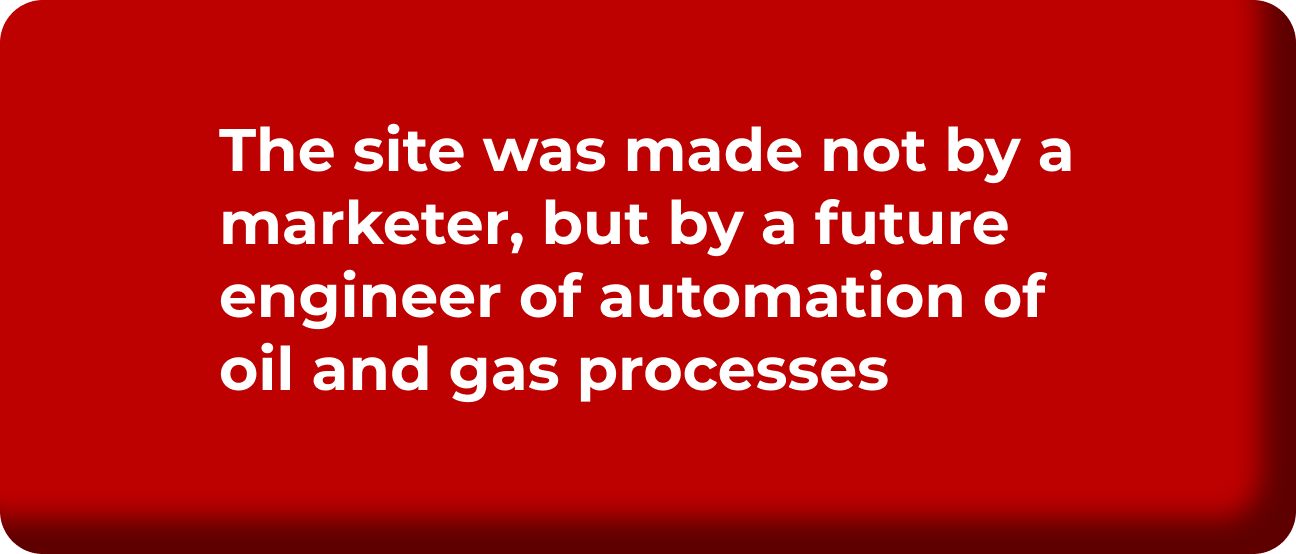 The site was made not by a
marketer, but by a future
engineer of automation of
oil and gas processes